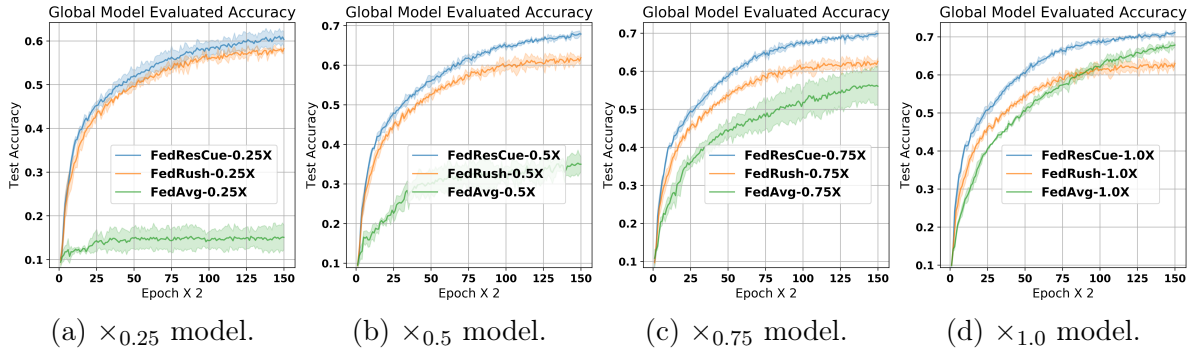 Global Model Evaluated Accuracy
Test Accuracy
0.6
0.5
0.4
0.3
0.2
0.1
FedResCue-0.25X
FedRush-0.25X
FedAvg-0.25X
0 25 50 75 100 125 150
Epoch X 2
(a) ×0.25 model.
Global Model Evaluated Accuracy
Test Accuracy
0.7
0.6
0.5
0.4
0.3
0.2
0.1
FedResCue-0.5X
FedRush-0.5X
FedAvg-0.5X
0 25 50 75 100 125 150
Epoch X 2
(b) ×0.5 model.
Global Model Evaluated Accuracy
Test Accuracy
0.7
0.6
0.5
0.4
0.3
0.2
0.1
FedResCue-0.75X
FedRush-0.75X
FedAvg-0.75X
0 25 50 75 100 125 150
Epoch X 2
(c) ×0.75 model.
Global Model Evaluated Accuracy
Test Accuracy
0.7
0.6
0.5
0.4
0.3
0.2
0.1
FedResCue-1.0X
FedRush-1.0X
FedAvg-1.0X
0 25 50 75 100 125 150
Epoch X 2
(d) ×1.0 model.